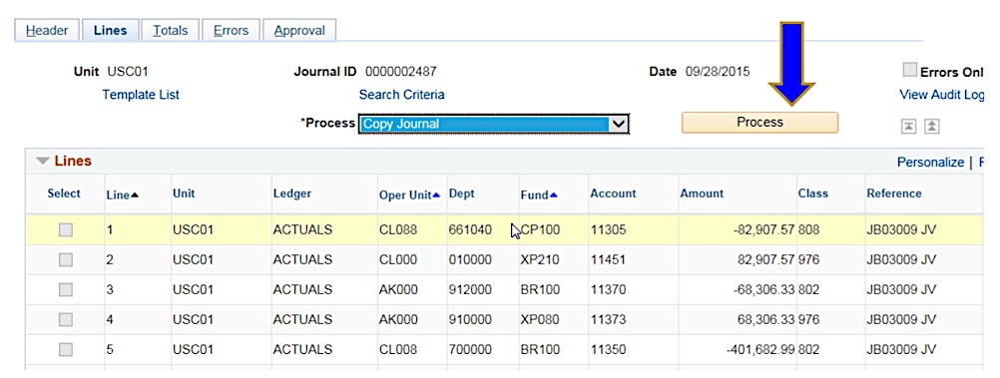 Header Lines Totals Errors Approval
Unit USC01 Journal ID 0000002487 Date 09/28/2015 Errors Onl
Template List Search Criteria View Audit Log
*Process Copy Journal Process
Lines Personalize | F
Select Line Unit Ledger Oper Unit Dept Fund Account Amount Class Reference
1 USC01 ACTUALS CL088 661040 CP100 11305 -82,907.57 808 JB03009 JV
2 USC01 ACTUALS CL000 010000 XP210 11451 82,907.57 976 JB03009 JV
3 USC01 ACTUALS AK000 912000 BR100 11370 -68,306.33 802 JB03009 JV
4 USC01 ACTUALS AK000 910000 XP080 11373 68,306.33 976 JB03009 JV
5 USC01 ACTUALS CL008 700000 BR100 11350 -401,682.99 802 JB03009 JV